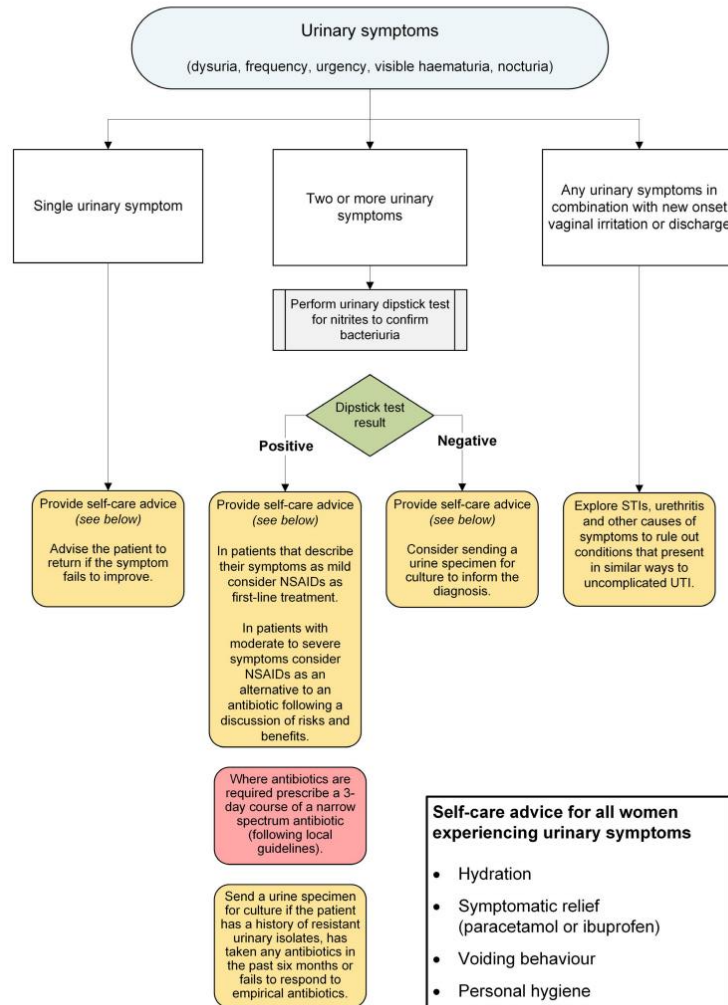 Urinary symptoms
(dysuria, frequency, urgency, visible haematuria, nocturia)
Single urinary symptom
Two or more urinary
symptoms
Any urinary symptoms in
combination with new onset
vaginal irritation or discharge
Perform urinary dipstick test
for nitrites to confirm
bacteriuria
Dipstick test
result
Positive
Negative
Provide self-care advice
(see below)
Advise the patient to
return if the symptom
fails to improve.
Provide self-care advice
(see below)
In patients that describe
their symptoms as mild
consider NSAIDs as
first-line treatment.
In patients with
moderate to severe
symptoms consider
NSAIDs as an
alternative to an
antibiotic following a
discussion of risks and
benefits.
Provide self-care advice
(see below)
Consider sending a
urine specimen for
culture to inform the
diagnosis.
Explore STIs, urethritis
and other causes of
symptoms to rule out
conditions that present
in similar ways to
uncomplicated UTI.
Where antibiotics are
required prescribe a 3-
day course of a narrow
spectrum antibiotic
(following local
guidelines).
Send a urine specimen
for culture if the patient
has a history of resistant
urinary isolates, has
taken any antibiotics in
the past six months or
fails to respond to
empirical antibiotics.
Self-care advice for all women
experiencing urinary symptoms
• Hydration
• Symptomatic relief
(paracetamol or ibuprofen)
• Voiding behaviour
• Personal hygiene